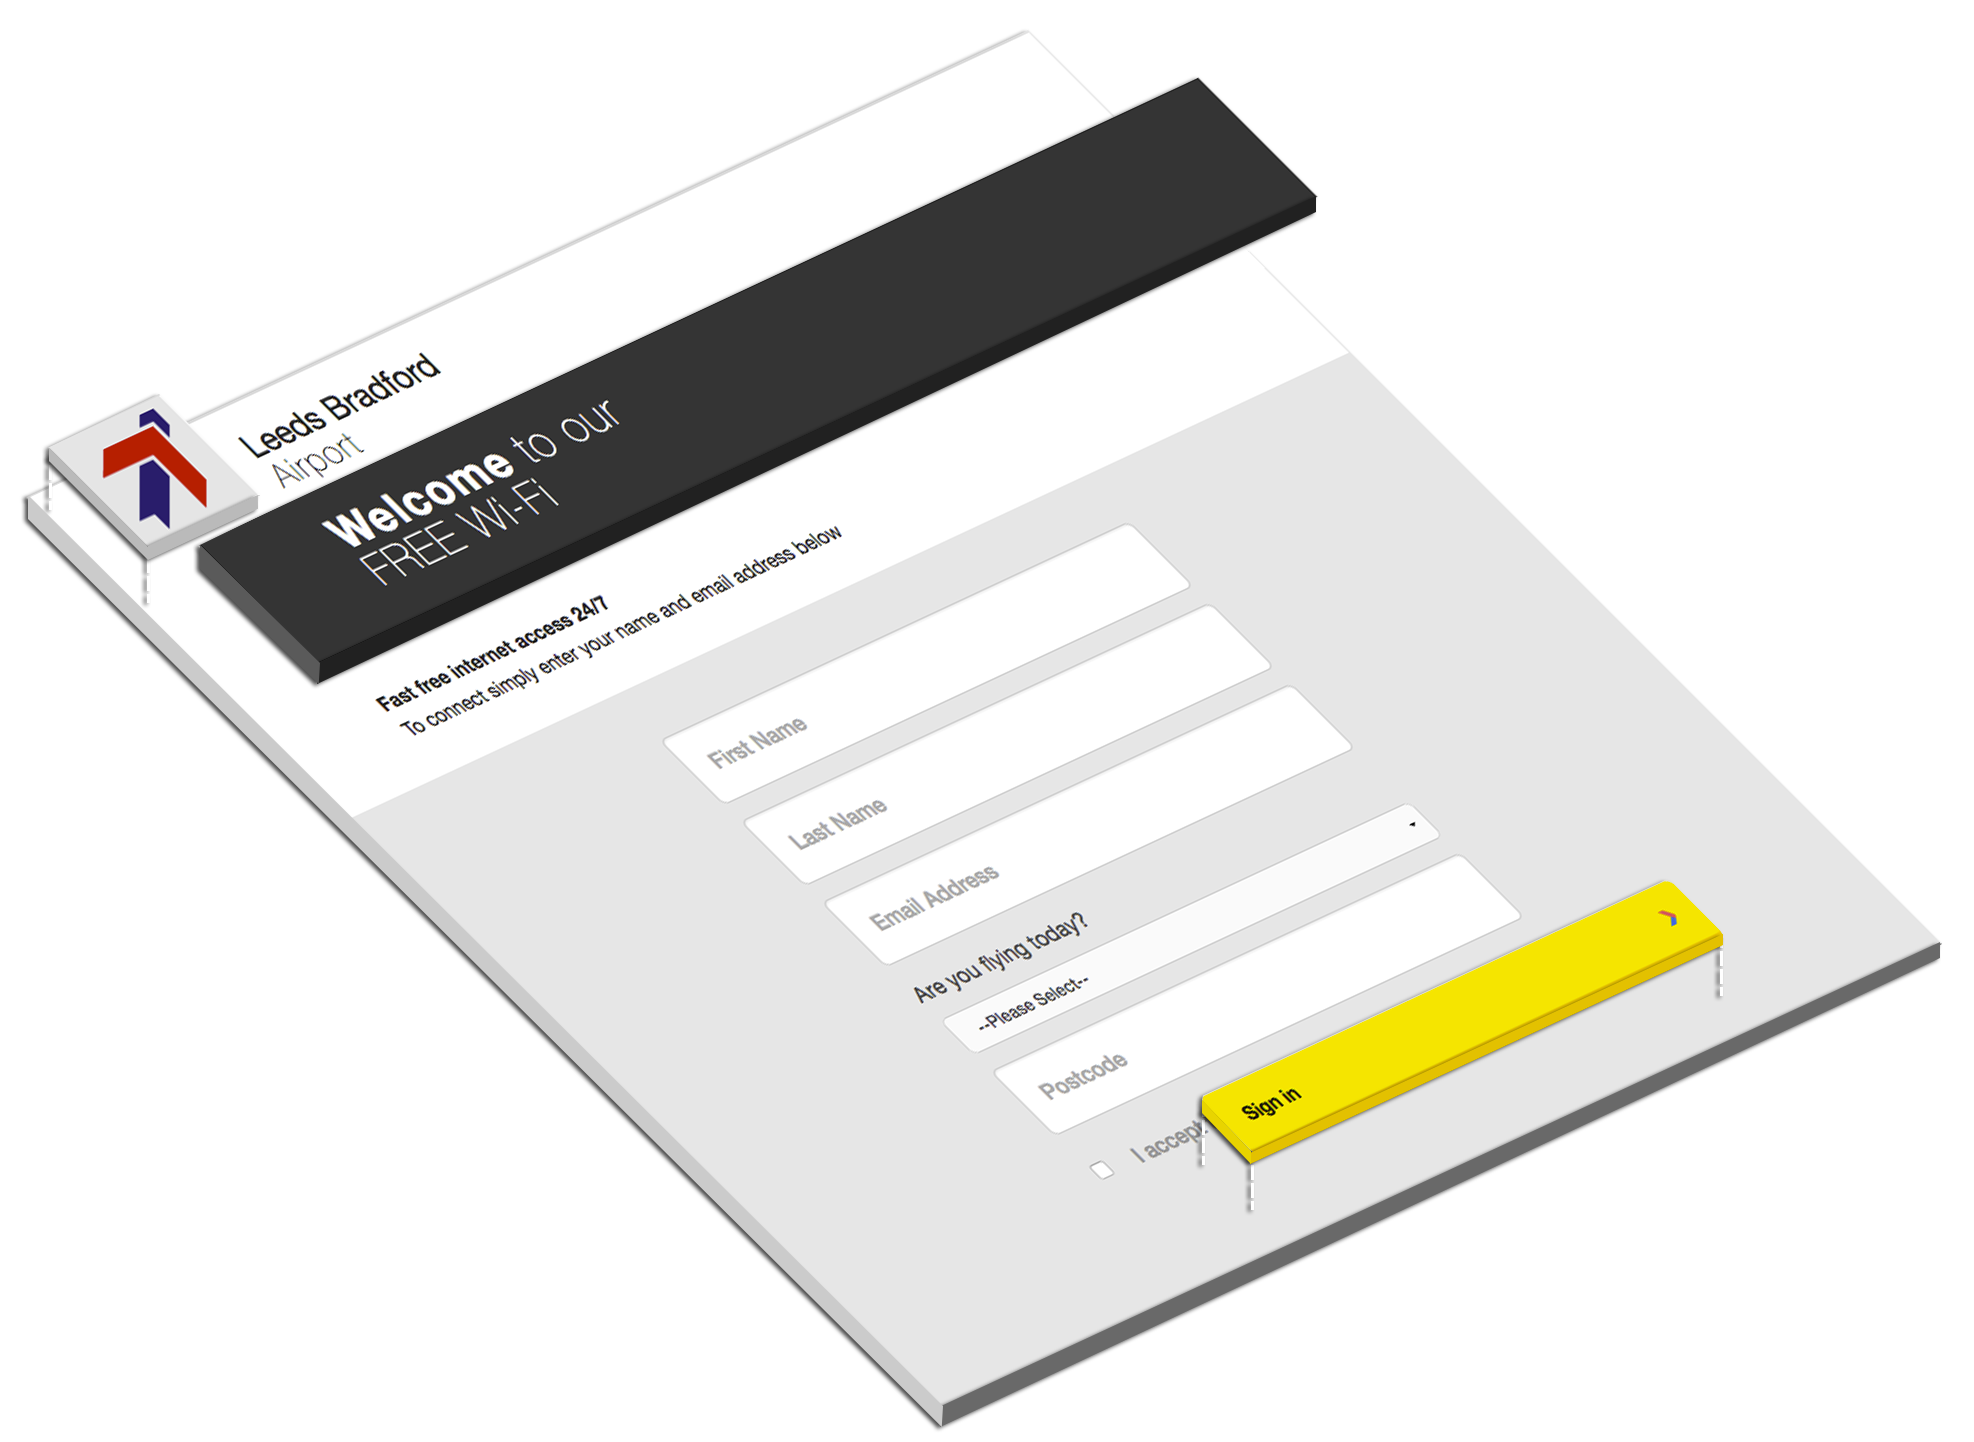 Leeds Bradford
Airport
Welcome to our
FREE Wi-Fi
Fast free internet access 24/7
To connect simply enter your name and email address below
First Name
Last Name
Email Address
Are you flying today?
--Please Select--
Postcode
I accept
Sign in